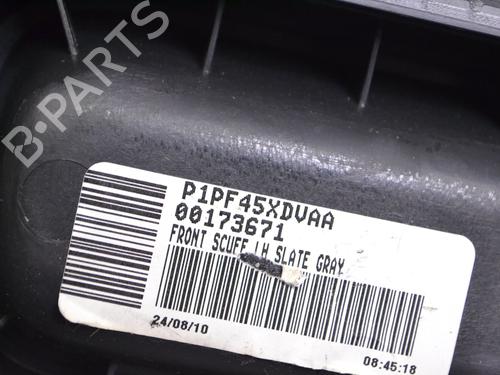 B-PARTS
P1PF45XDVAA
00173671
FRONT SCUFF LH SLATE GRAY
24/08/10
08:45:18